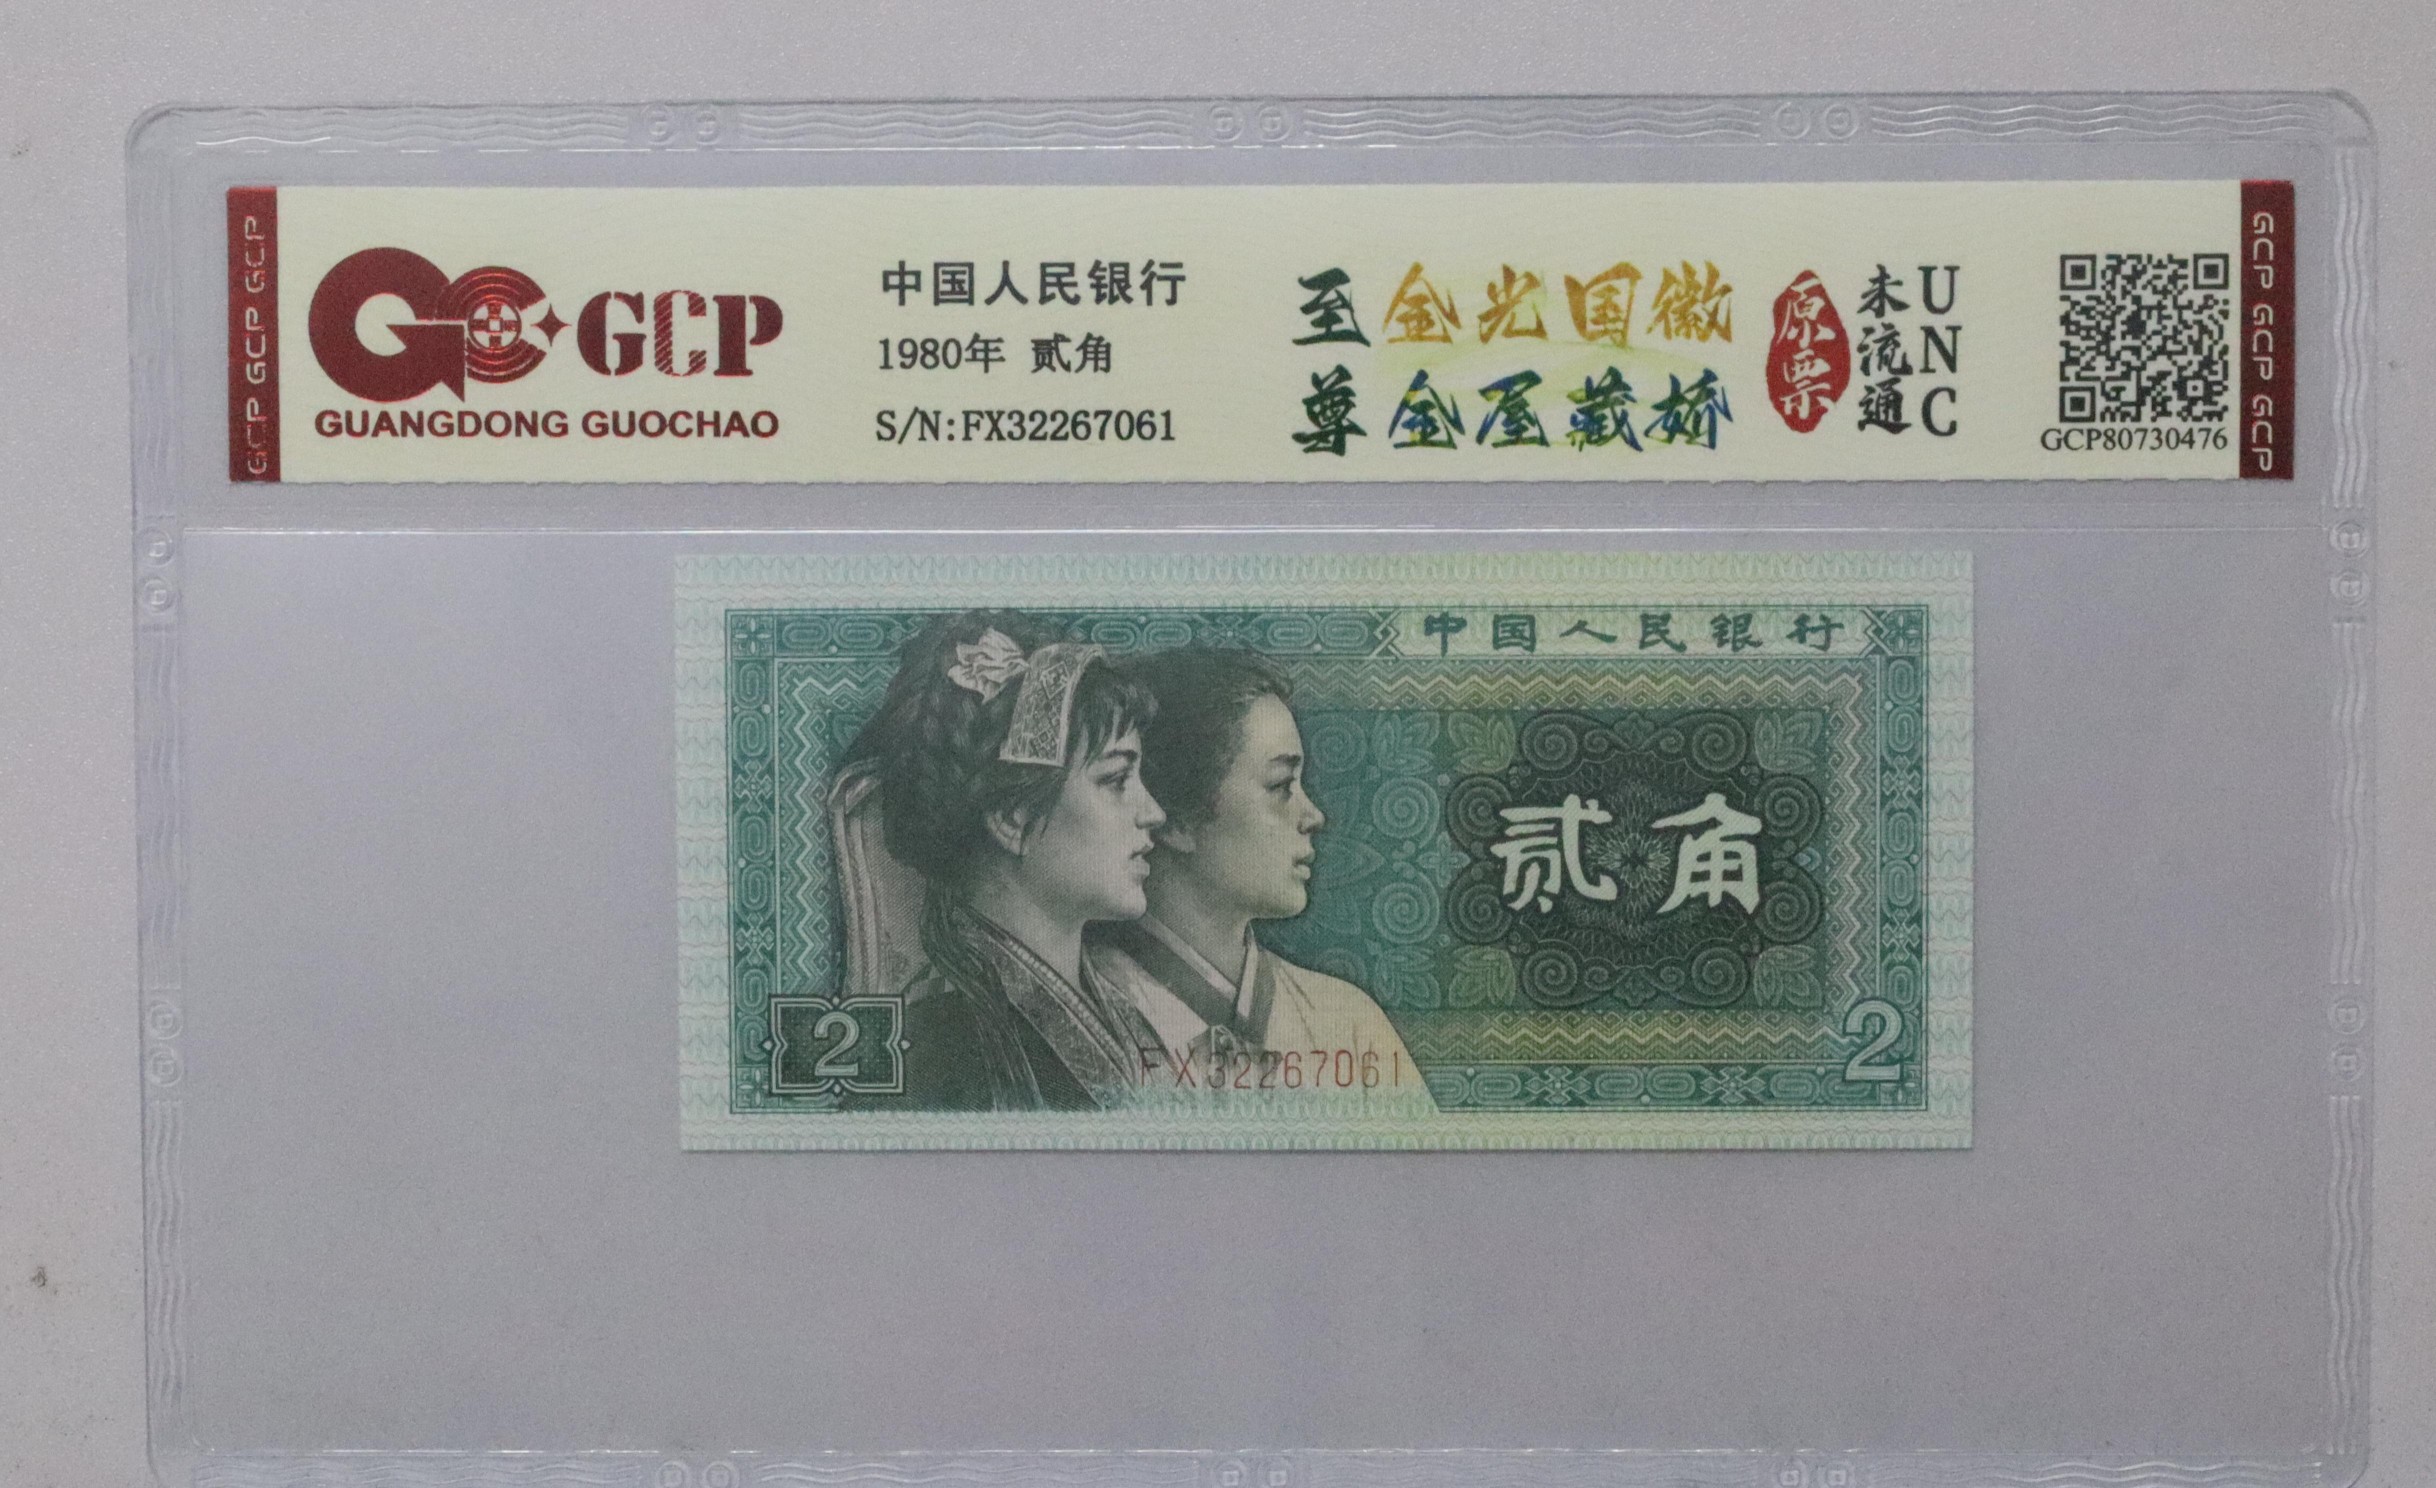 GCP GCP GCP
GCP
GUANGDONG GUOCHAO
中国人民银行
1980年 贰角
S/N:FX32267061
至尊
金光国徽
金屋藏娇
原票
未流通
UNC
GCP80730476
GCP GCP GCP
中国人民银行
贰角
2
FX32267061
2